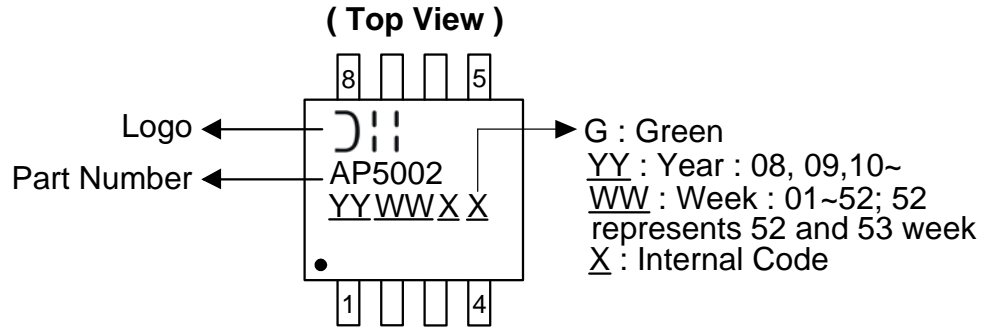 ( Top View )
8 5
Logo
Part Number
AP5002
YY WW X X
1 4
G : Green
YY : Year : 08, 09,10~
WW : Week : 01~52; 52
represents 52 and 53 week
X : Internal Code